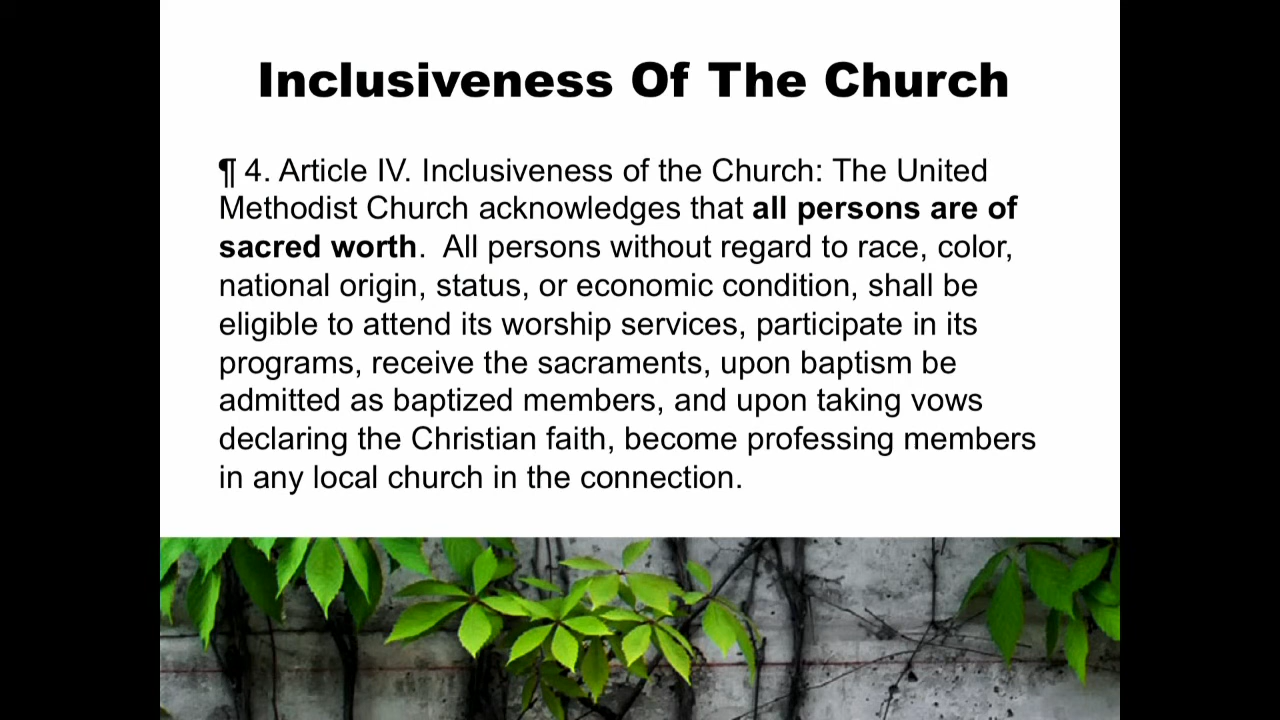 Inclusiveness Of The Church
¶ 4. Article IV. Inclusiveness of the Church: The United
Methodist Church acknowledges that all persons are of
sacred worth.  All persons without regard to race, color,
national origin, status, or economic condition, shall be
eligible to attend its worship services, participate in its
programs, receive the sacraments, upon baptism be
admitted as baptized members, and upon taking vows
declaring the Christian faith, become professing members
in any local church in the connection.